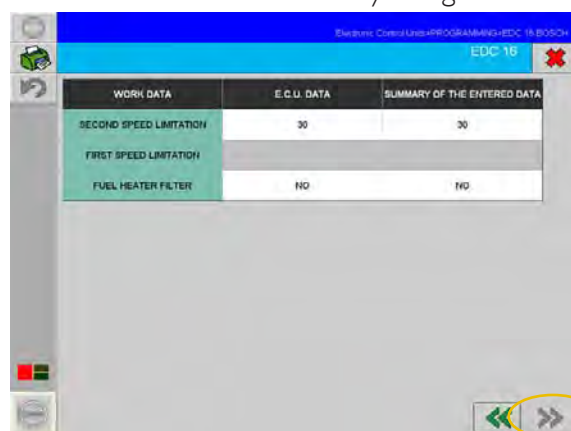 Electronic Control Units»PROGRAMMING»EDC 16 BOSCH
EDC 16
WORK DATA E.C.U. DATA SUMMARY OF THE ENTERED DATA
SECOND SPEED LIMITATION 30 30
FIRST SPEED LIMITATION
FUEL HEATER FILTER NO NO